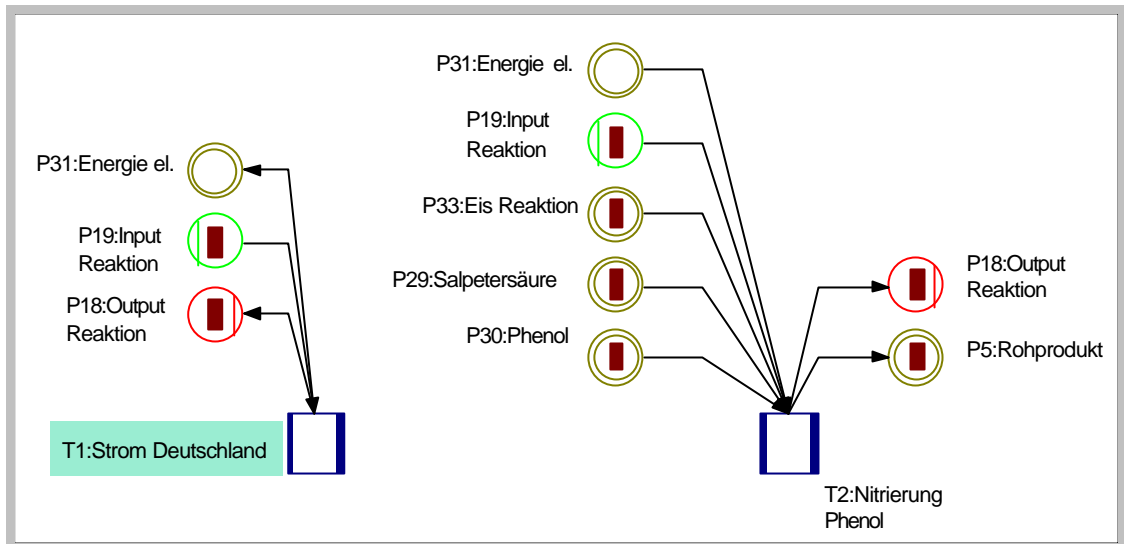 P31:Energie el.
P19:Input
Reaktion
P18:Output
Reaktion
T1:Strom Deutschland
P31:Energie el.
P19:Input
Reaktion
P33:Eis Reaktion
P29:Salpetersäure
P30:Phenol
P18:Output
Reaktion
P5:Rohprodukt
T2:Nitrierung
Phenol